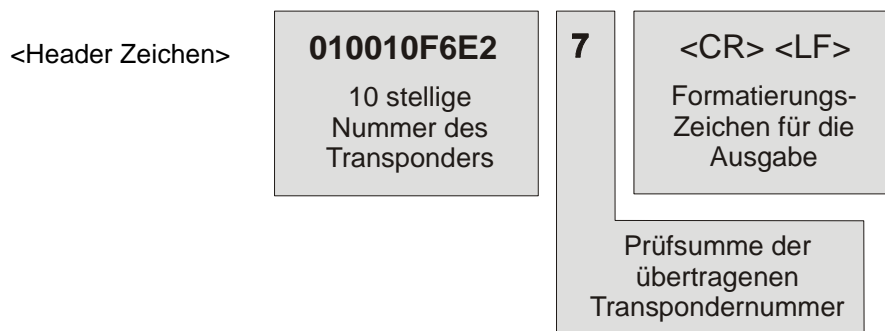 <Header Zeichen>
010010F6E2
10 stellige
Nummer des
Transponders
7
<CR> <LF>
Formatierungs-
Zeichen für die
Ausgabe
Prüfsumme der
übertragenen
Transpondernummer